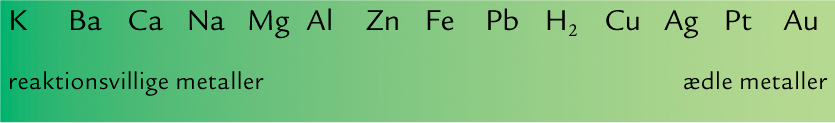 K Ba Ca Na Mg Al Zn Fe Pb H₂ Cu Ag Pt Au
reaktionsvillige metaller ædle metaller